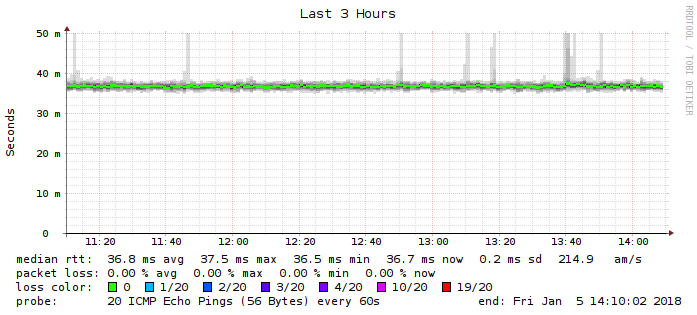 Last 3 Hours
RRDTOOL / TOBI OETIKER
Seconds
50 m
40 m
30 m
20 m
10 m
0
11:20 11:40 12:00 12:20 12:40 13:00 13:20 13:40 14:00
median rtt: 36.8 ms avg 37.5 ms max 36.5 ms min 36.7 ms now 0.2 ms sd 214.9 am/s
packet loss: 0.00 % avg 0.00 % max 0.00 % min 0.00 % now
loss color: 0 1/20 2/20 3/20 4/20 10/20 19/20
probe: 20 ICMP Echo Pings (56 Bytes) every 60s end: Fri Jan 5 14:10:02 2018